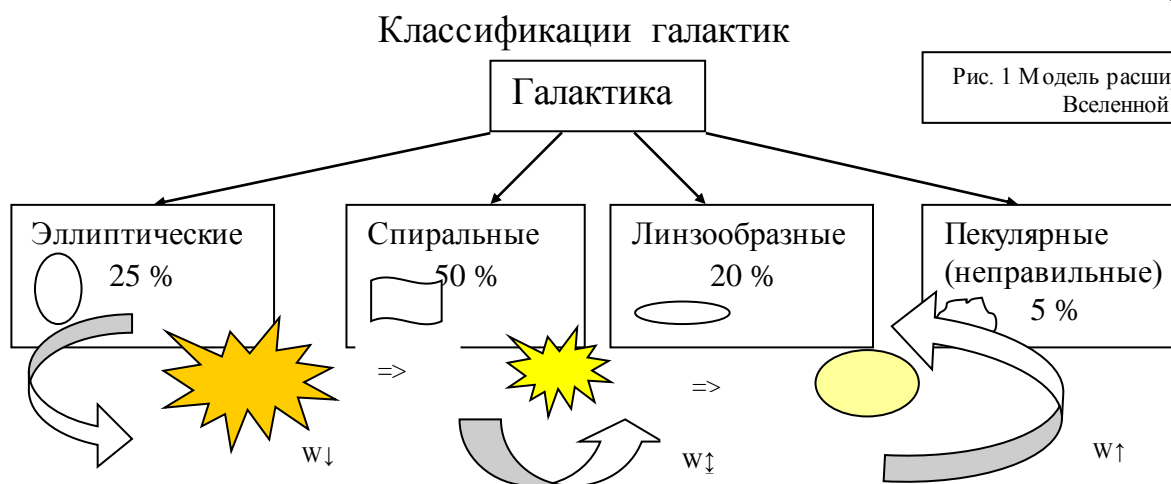 Классификации галактик
Галактика
Рис. 1 Модель расши
Вселенной
Эллиптические
25 %
Спиральные
50 %
Линзообразные
20 %
Пекулярные
(неправильные)
5 %
=>
=>
W↓
W↨
W↑